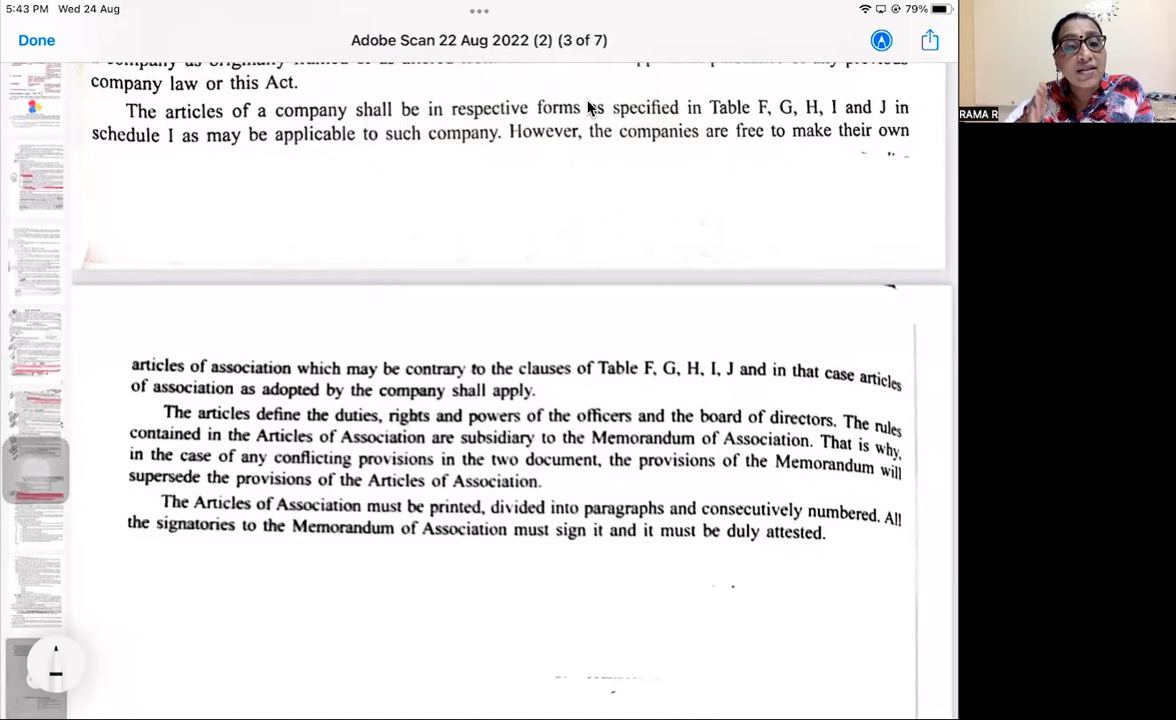 5:43 PM Wed 24 Aug
79%
Done
Adobe Scan 22 Aug 2022 (2) (3 of 7)
RAMA R
company as originally
company law or this Act.
The articles of a company shall be in respective forms as specified in Table F, G, H, I and J in
schedule I as may be applicable to such company. However, the companies are free to make their own
articles of association which may be contrary to the clauses of Table F, G, H, I, J and in that case articles
of association as adopted by the company shall apply.
The articles define the duties, rights and powers of the officers and the board of directors. The rules
contained in the Articles of Association are subsidiary to the Memorandum of Association. That is why,
in the case of any conflicting provisions in the two document, the provisions of the Memorandum will
supersede the provisions of the Articles of Association.
The Articles of Association must be printed, divided into paragraphs and consecutively numbered. All
the signatories to the Memorandum of Association must sign it and it must be duly attested.